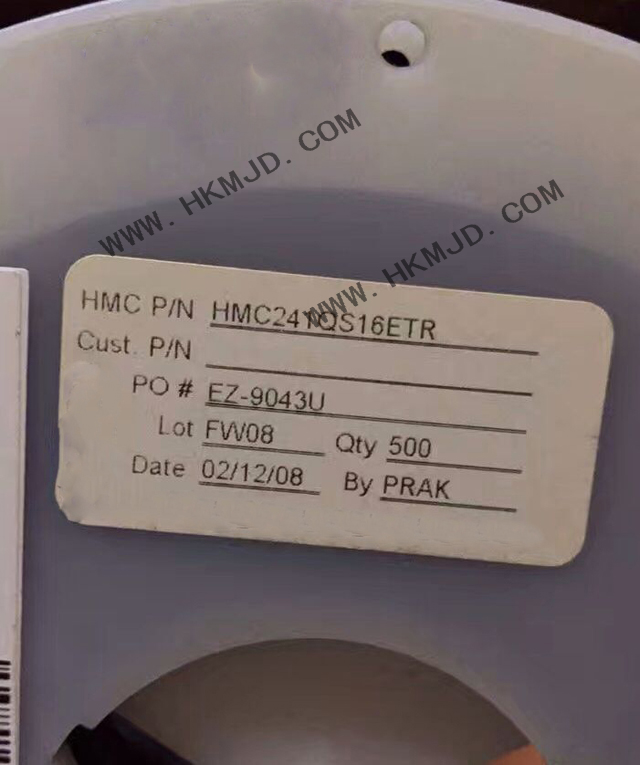 WWW. HKMJD. COM
WWW. HKMJD. COM
HMC P/N HMC241QS16ETR
Cust. P/N
PO # EZ-9043U
Lot FW08 Qty 500
Date 02/12/08 By PRAK